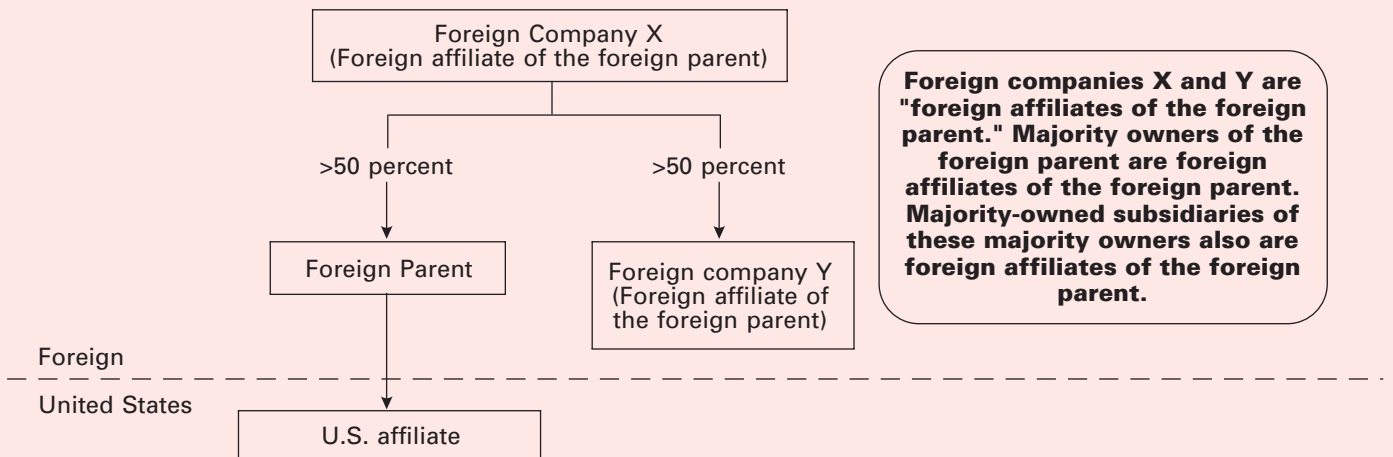 Foreign Company X
(Foreign affiliate of the foreign parent)
>50 percent
>50 percent
Foreign Parent
Foreign company Y
(Foreign affiliate of
the foreign parent)
Foreign companies X and Y are
"foreign affiliates of the foreign
parent." Majority owners of the
foreign parent are foreign
affiliates of the foreign parent.
Majority-owned subsidiaries of
these majority owners also are
foreign affiliates of the foreign
parent.
Foreign
United States
U.S. affiliate